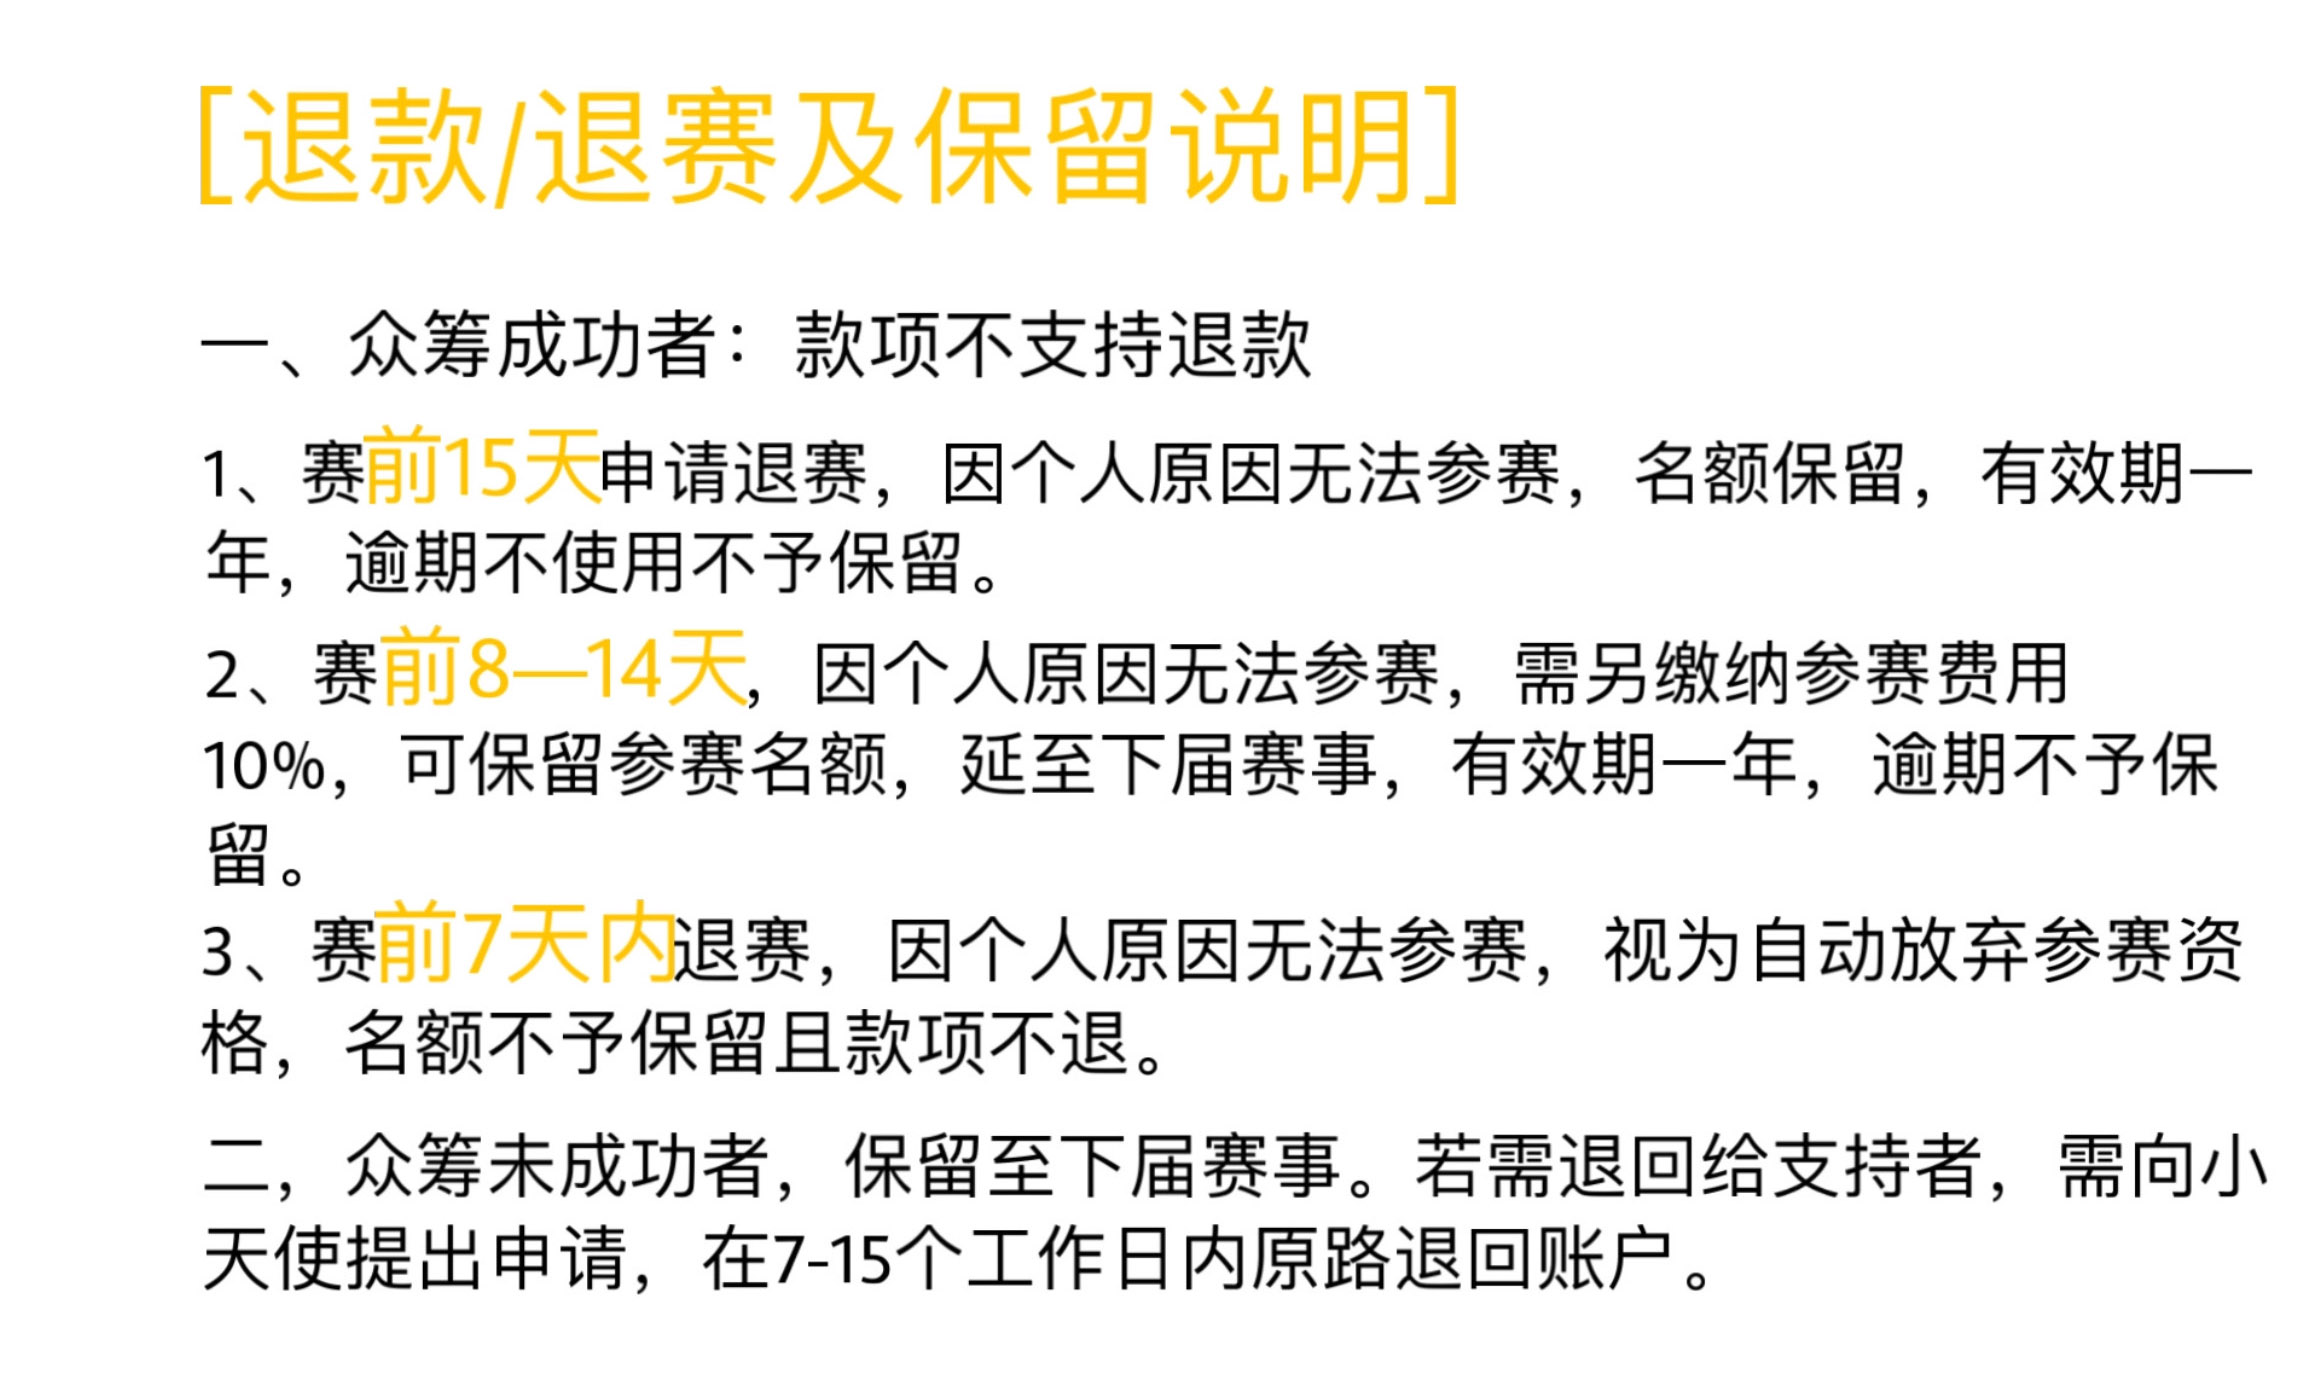 [退款/退赛及保留说明]
一、众筹成功者：款项不支持退款
1、赛前15天申请退赛，因个人原因无法参赛，名额保留，有效期一
年，逾期不使用不予保留。
2、赛前8—14天，因个人原因无法参赛，需另缴纳参赛费用
10%，可保留参赛名额，延至下届赛事，有效期一年，逾期不予保
留。
3、赛前7天内退赛，因个人原因无法参赛，视为自动放弃参赛资
格，名额不予保留且款项不退。
二，众筹未成功者，保留至下届赛事。若需退回给支持者，需向小
天使提出申请，在7-15个工作日内原路退回账户。